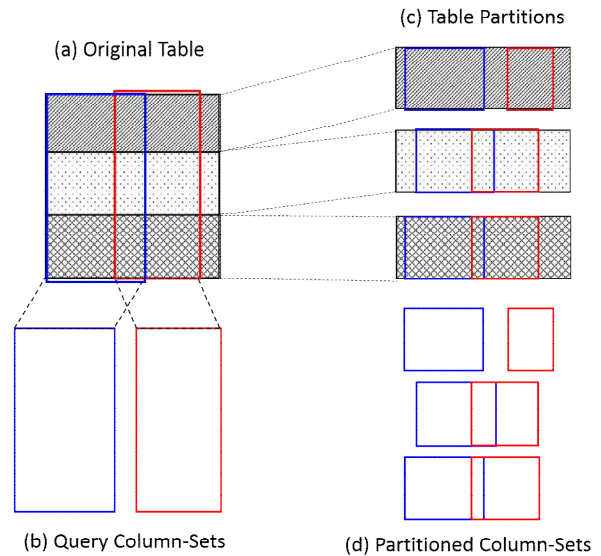 (c) Table Partitions
(a) Original Table
(b) Query Column-Sets
(d) Partitioned Column-Sets